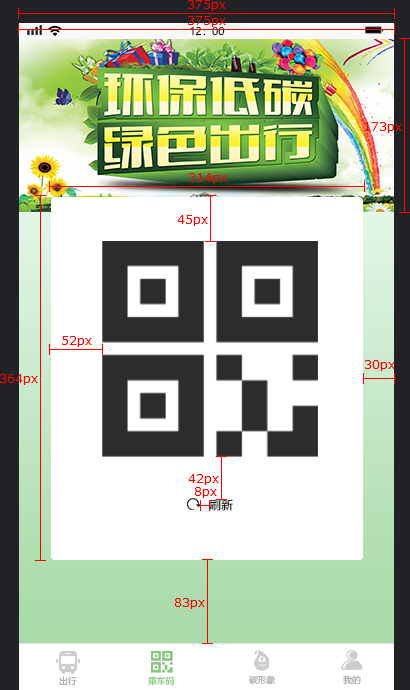 375px
375px
12: 00
环保低碳
173px
绿色出行
314px
45px
52px
30px
364px
42px
8px
刷新
83px
出行
乘车码
碳形象
我的